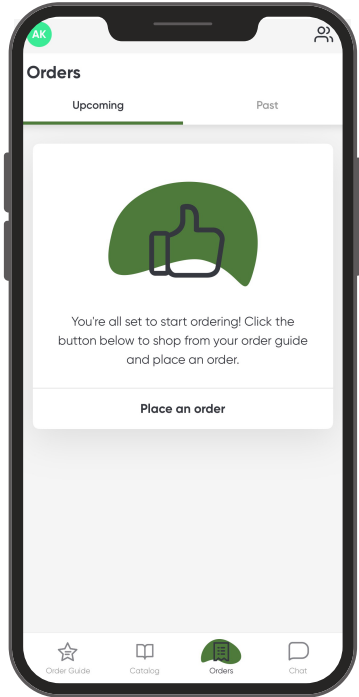 AK
Orders
Upcoming
Past
You're all set to start ordering! Click the
button below to shop from your order guide
and place an order.
Place an order
Order Guide
Catalog
Orders
Chat